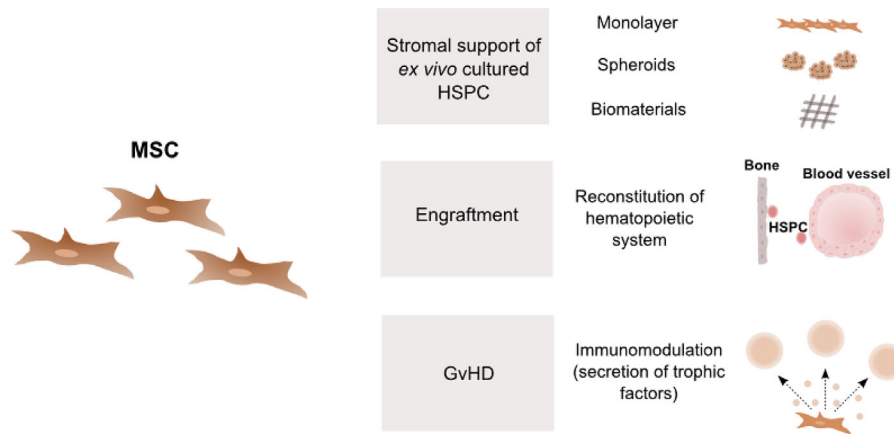 MSC
Stromal support of
ex vivo cultured
HSPC
Monolayer
Spheroids
Biomaterials
Engraftment
Reconstitution of
hematopoietic
system
Bone
Blood vessel
HSPC
GvHD
Immunomodulation
(secretion of trophic
factors)